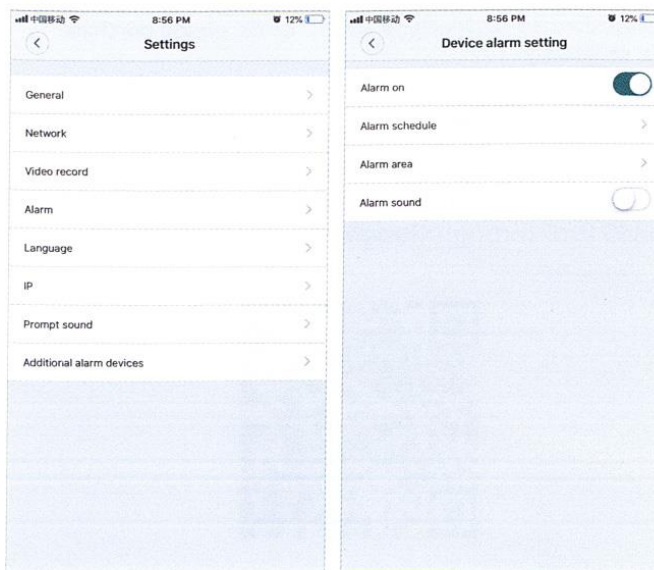 中国移动 8:56 PM 12%
Settings
General
Network
Video record
Alarm
Language
IP
Prompt sound
Additional alarm devices
中国移动 8:56 PM 12%
Device alarm setting
Alarm on
Alarm schedule
Alarm area
Alarm sound